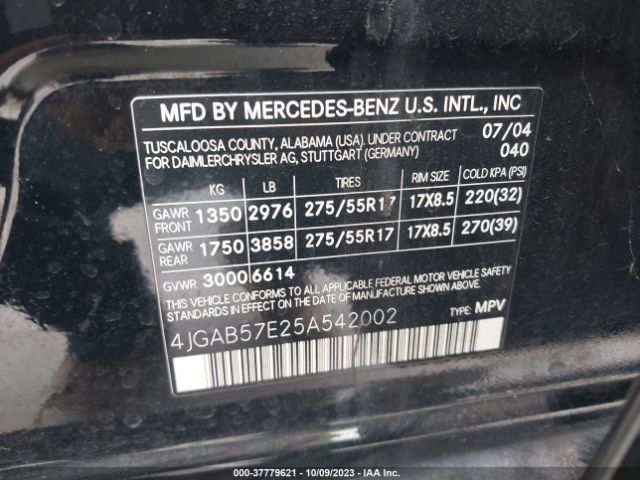 MFD BY MERCEDES-BENZ U.S. INTL., INC
TUSCALOOSA COUNTY, ALABAMA (USA). UNDER CONTRACT 07/04
FOR DAIMLERCHRYSLER AG, STUTTGART (GERMANY) 040
KG LB TIRES RIM SIZE COLD KPA (PSI)
GAWR FRONT 1350 2976 275/55R17 17X8.5 220(32)
GAWR REAR 1750 3858 275/55R17 17X8.5 270(39)
GVWR 3000 6614
THIS VEHICLE CONFORMS TO ALL APPLICABLE FEDERAL MOTOR VEHICLE SAFETY
STANDARDS IN EFFECT ON THE DATE OF MANUFACTURE SHOWN ABOVE.
4JGAB57E25A542002 TYPE: MPV
000-37779621 - 10/09/2023 - IAA Inc.